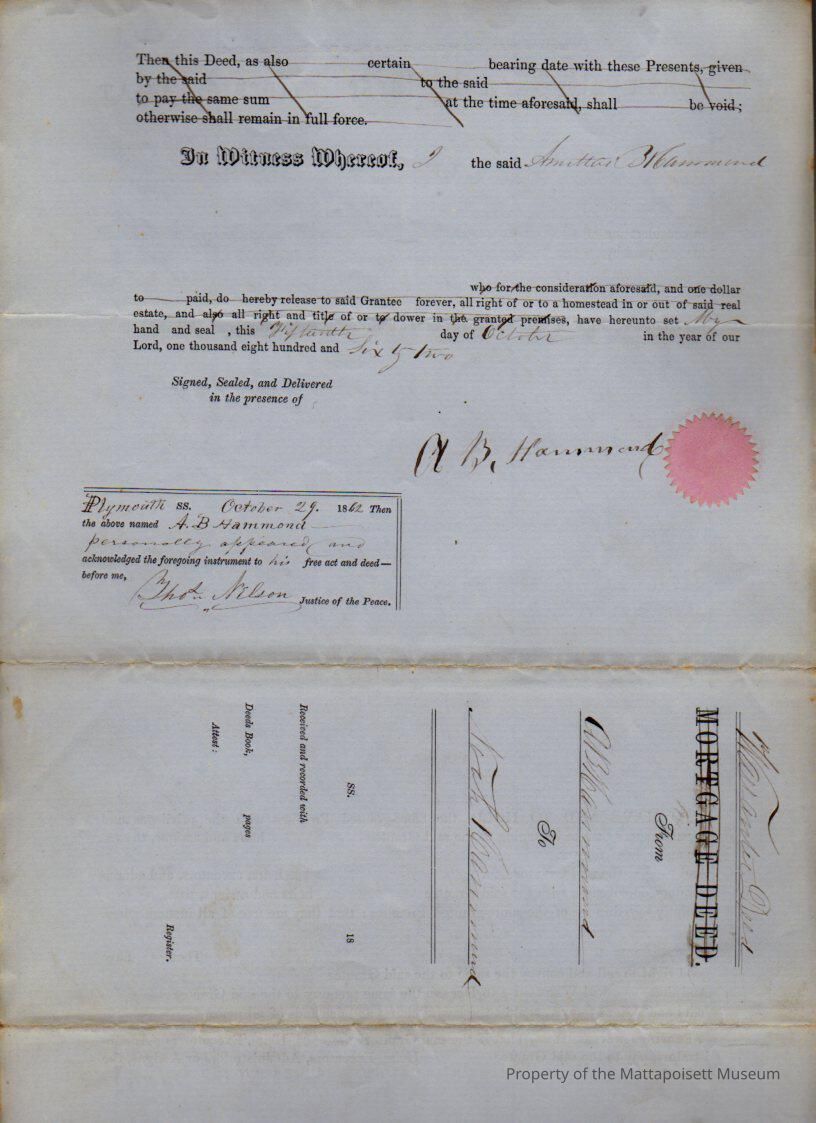 Then this Deed, as also certain bearing date with these Presents, given
by the said to the said
to pay the same sum at the time aforesaid, shall be void;
otherwise shall remain in full force.
In Witness Whereof, I the said Hammond
who for the consideration aforesaid, and one dollar
to paid, do hereby release to said Grantee forever, all right of or to a homestead in or out of said real
estate, and also all right and title of or to dower in the granted premises, have hereunto set My
hand and seal , this Fifteenth day of October in the year of our
Lord, one thousand eight hundred and Sixty two
Signed, Sealed, and Delivered
in the presence of
A B. Hammond
Plymouth SS. October 29. 1862 Then
the above named A. B Hammond
personally appeared and
acknowledged the foregoing instrument to his free act and deed—
before me,
Thos. Nelson Justice of the Peace.
Warrantee Deed
MORTGAGE DEED.
From
A B Hammond
To
Noah Hammond
SS. 18
Received and recorded with
Deeds Book, pages
Attest:
Register.
Property of the Mattapoisett Museum